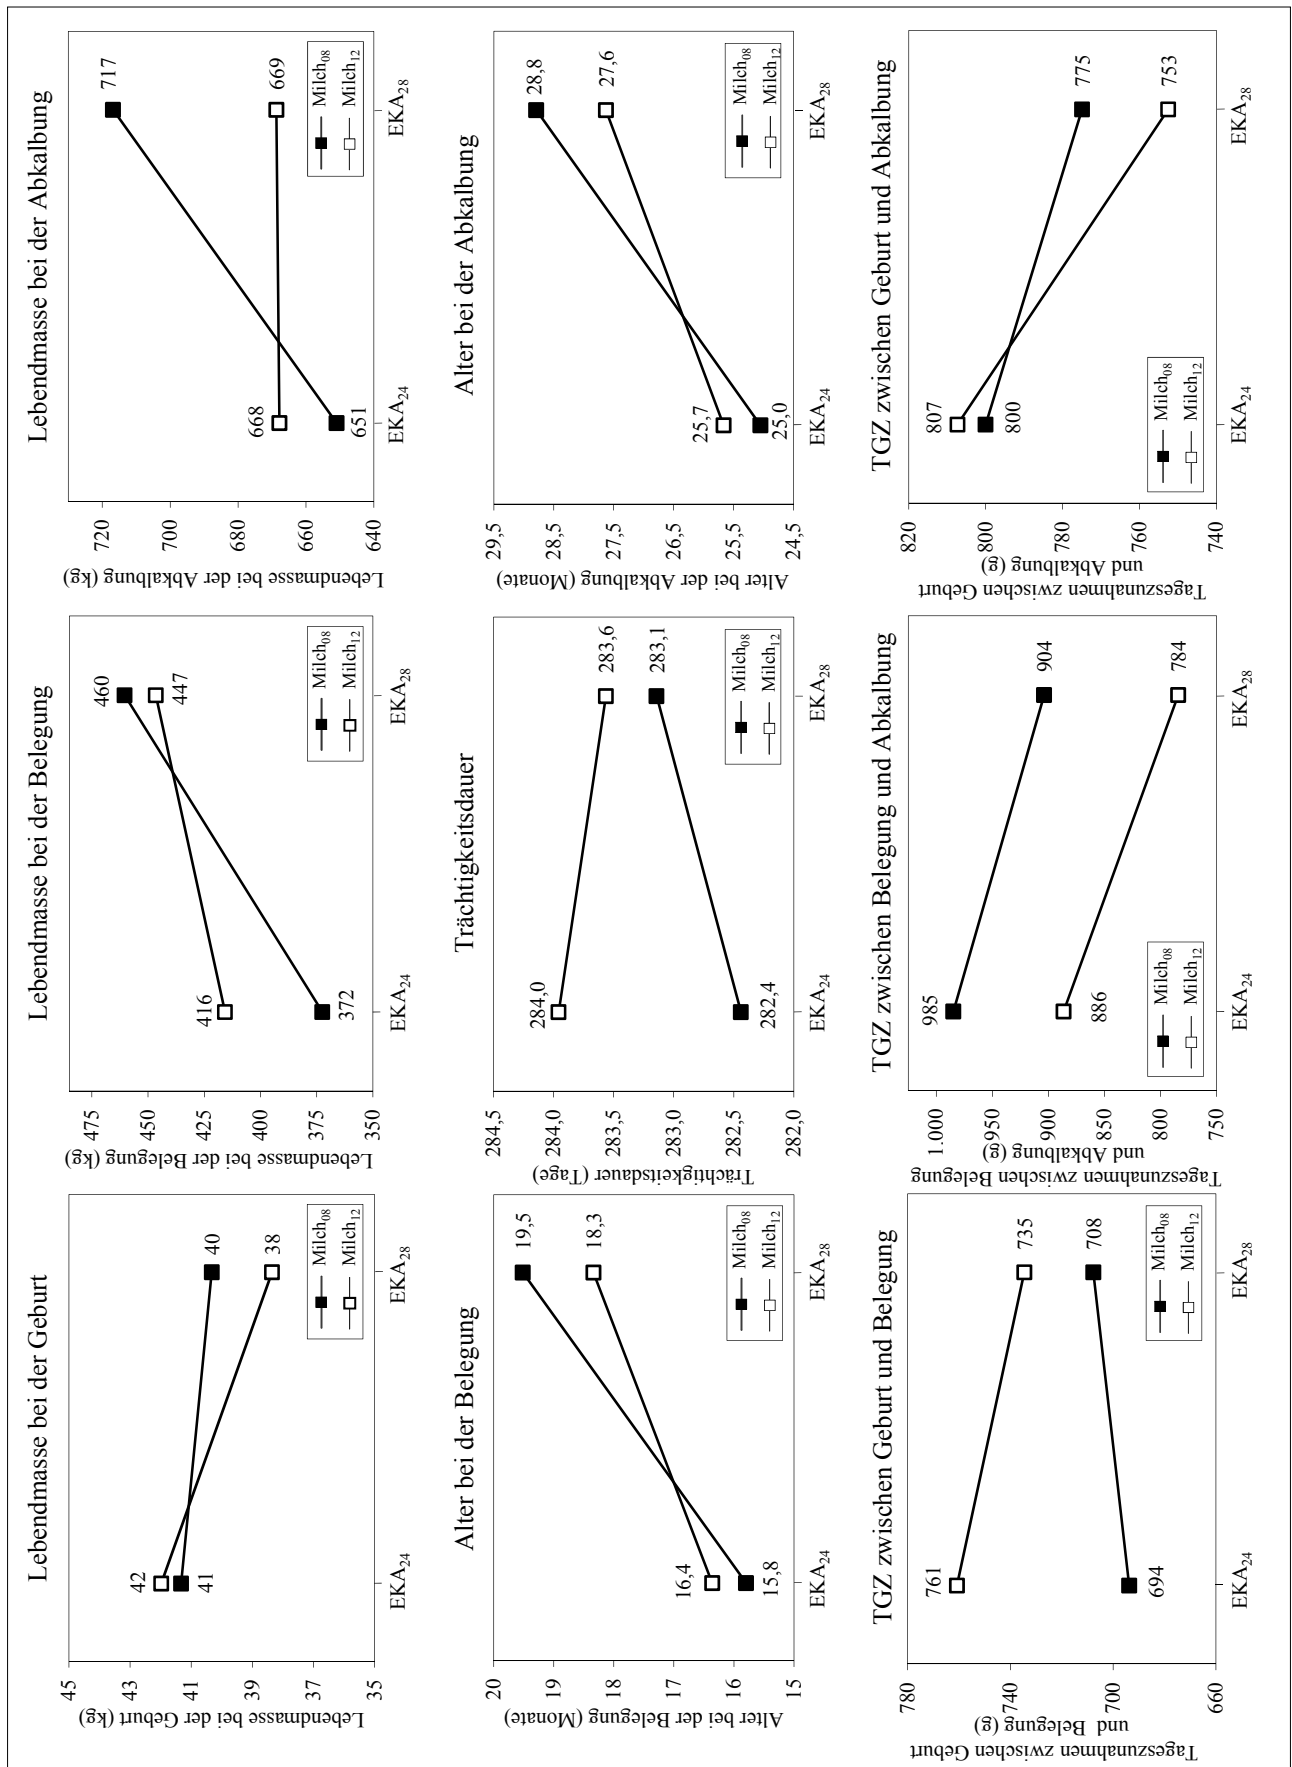 Lebendmasse bei der Geburt
Lebendmasse bei der Geburt (kg)
45
43
41
39
37
35
42
41
40
38
EKA24
EKA28
Milch08
Milch12
Lebendmasse bei der Belegung
Lebendmasse bei der Belegung (kg)
475
450
425
400
375
350
416
372
460
447
EKA24
EKA28
Milch08
Milch12
Lebendmasse bei der Abkalbung
Lebendmasse bei der Abkalbung (kg)
720
700
680
660
640
668
651
717
669
EKA24
EKA28
Milch08
Milch12
Alter bei der Belegung
Alter bei der Belegung (Monate)
20
19
18
17
16
15
16,4
15,8
19,5
18,3
EKA24
EKA28
Milch08
Milch12
Trächtigkeitsdauer
Trächtigkeitsdauer (Tage)
284,5
284,0
283,5
283,0
282,5
282,0
284,0
282,4
283,6
283,1
EKA24
EKA28
Milch08
Milch12
Alter bei der Abkalbung
Alter bei der Abkalbung (Monate)
29,5
28,5
27,5
26,5
25,5
24,5
25,7
25,0
28,8
27,6
EKA24
EKA28
Milch08
Milch12
TGZ zwischen Geburt und Belegung
Tageszunahmen zwischen Geburt
und Belegung (g)
780
740
700
660
761
694
735
708
EKA24
EKA28
Milch08
Milch12
TGZ zwischen Belegung und Abkalbung
Tageszunahmen zwischen Belegung
und Abkalbung (g)
1.000
950
900
850
800
750
985
886
904
784
EKA24
EKA28
Milch08
Milch12
TGZ zwischen Geburt und Abkalbung
Tageszunahmen zwischen Geburt
und Abkalbung (g)
820
800
780
760
740
807
800
775
753
EKA24
EKA28
Milch08
Milch12